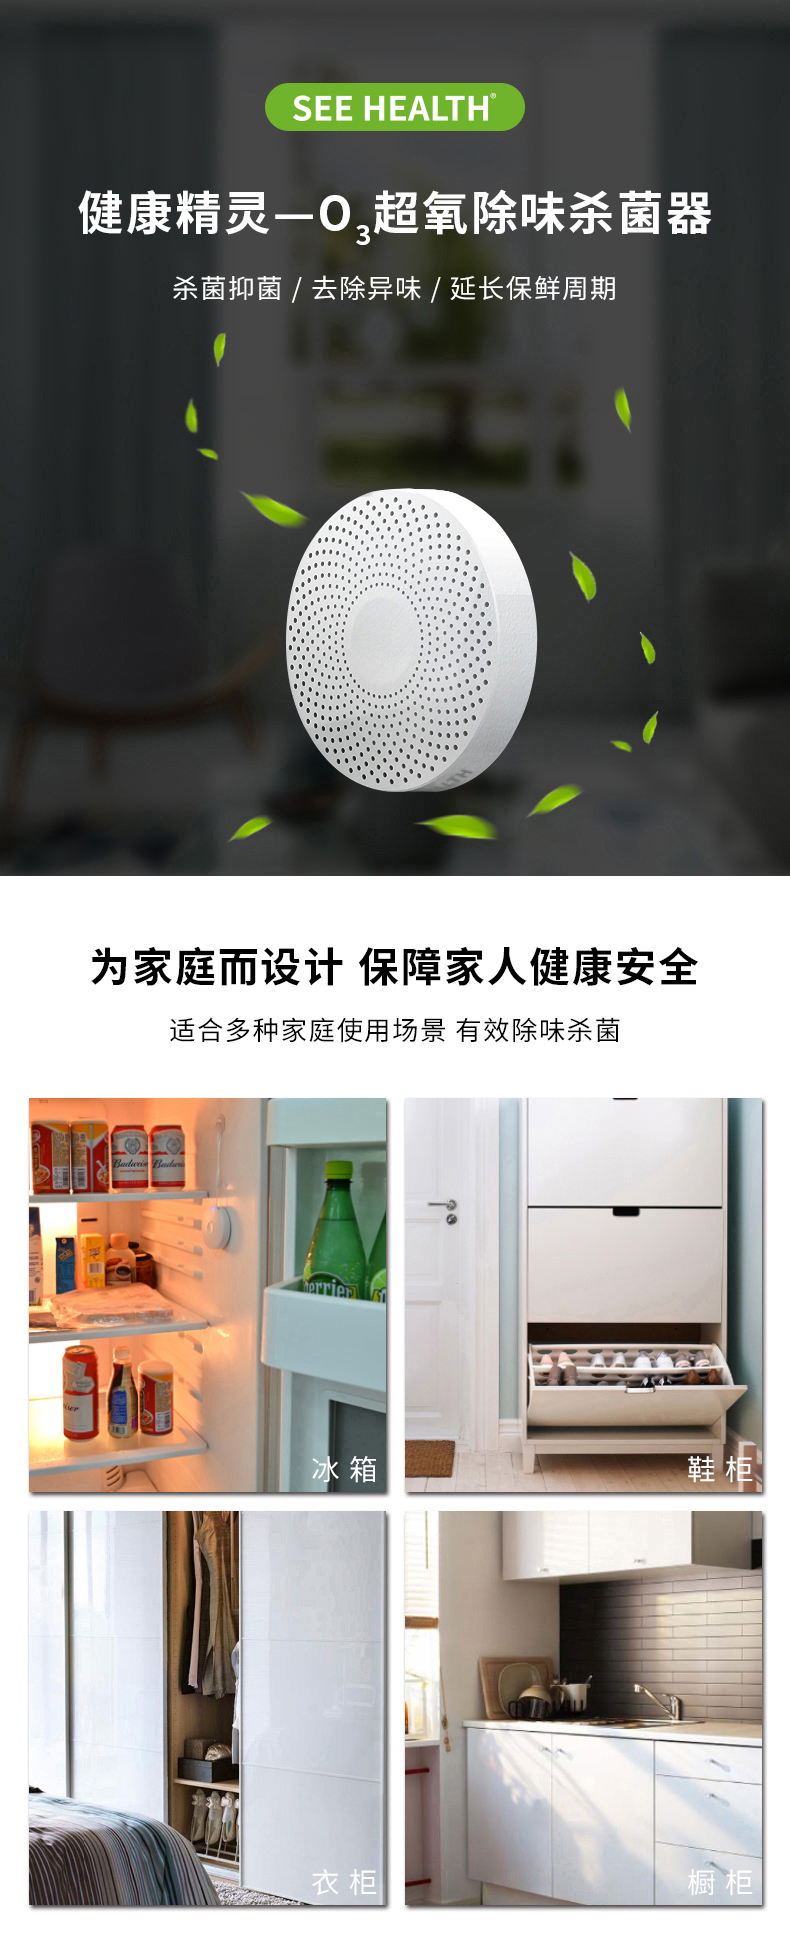 SEE HEALTH®
健康精灵—O₃超氧除味杀菌器
杀菌抑菌 / 去除异味 / 延长保鲜周期
为家庭而设计 保障家人健康安全
适合多种家庭使用场景 有效除味杀菌
Budweiser
Perrier
冰箱
鞋柜
衣柜
橱柜